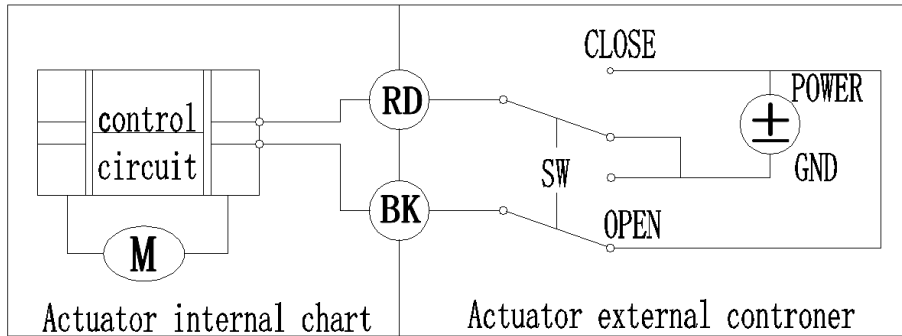 control
circuit
M
Actuator internal chart
RD
BK
CLOSE
POWER
±
GND
SW
OPEN
Actuator external controner